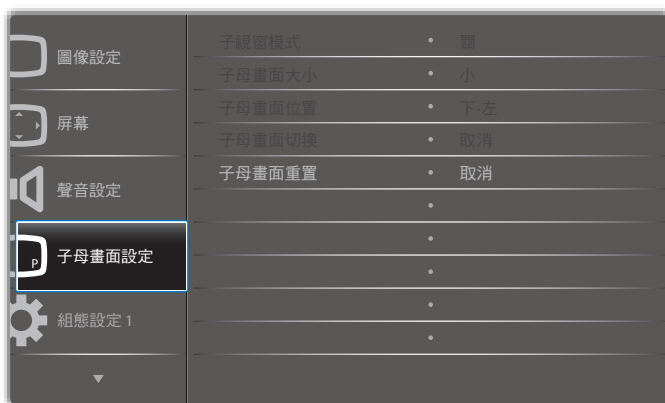 圖像設定
屏幕
聲音設定
P
子母畫面設定
組態設定 1
子視窗模式 • 關
子母畫面大小 • 小
子母畫面位置 • 下-左
子母畫面切換 • 取消
子母畫面重置 • 取消